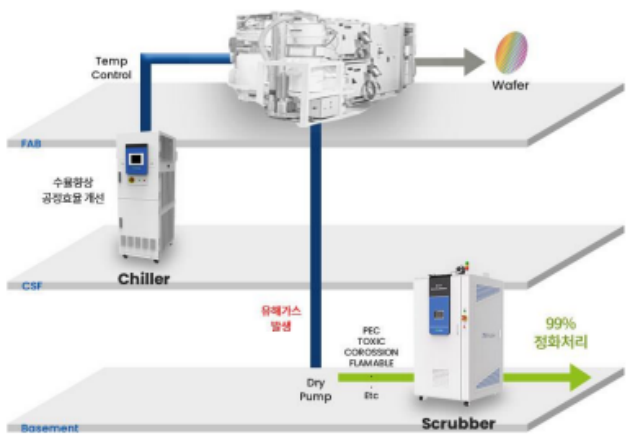 Temp
Control
Wafer
FAB
수율향상
공정효율 개선
Chiller
CSF
유해가스
발생
PEC
TOXIC
COROSSION
FLAMABLE
.
.
Etc
99%
정화처리
Dry
Pump
Scrubber
Basement